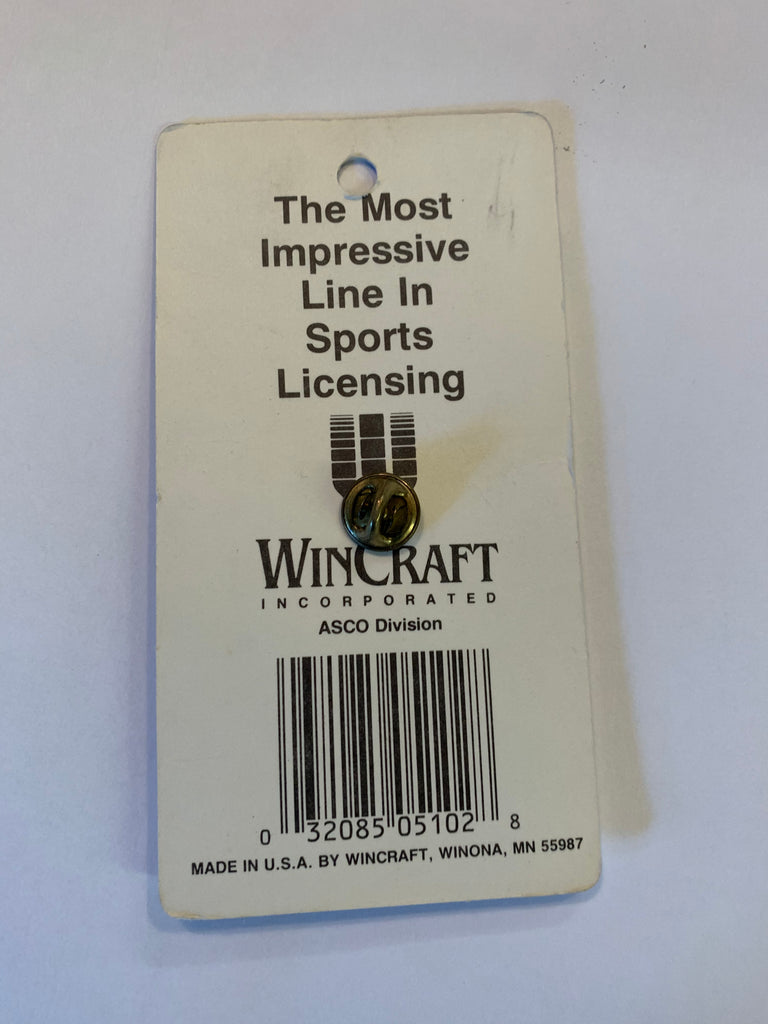 The Most
Impressive
Line In
Sports
Licensing
WINCRAFT
INCORPORATED
ASCO Division
0 32085 05102 8
MADE IN U.S.A. BY WINCRAFT, WINONA, MN 55987